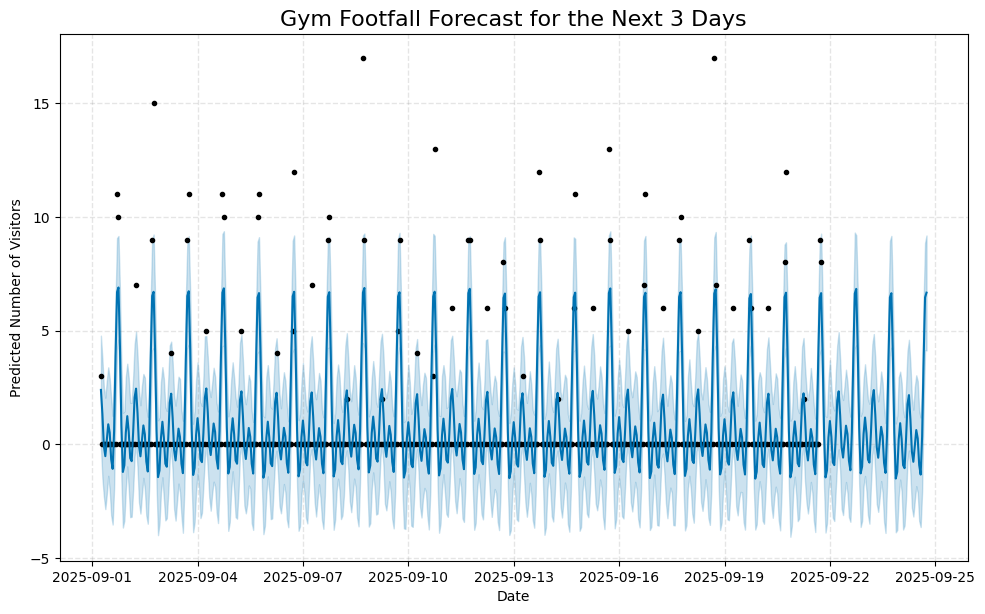 Gym Footfall Forecast for the Next 3 Days
Predicted Number of Visitors
15
10
5
0
−5
2025-09-01 2025-09-04 2025-09-07 2025-09-10 2025-09-13 2025-09-16 2025-09-19 2025-09-22 2025-09-25
Date